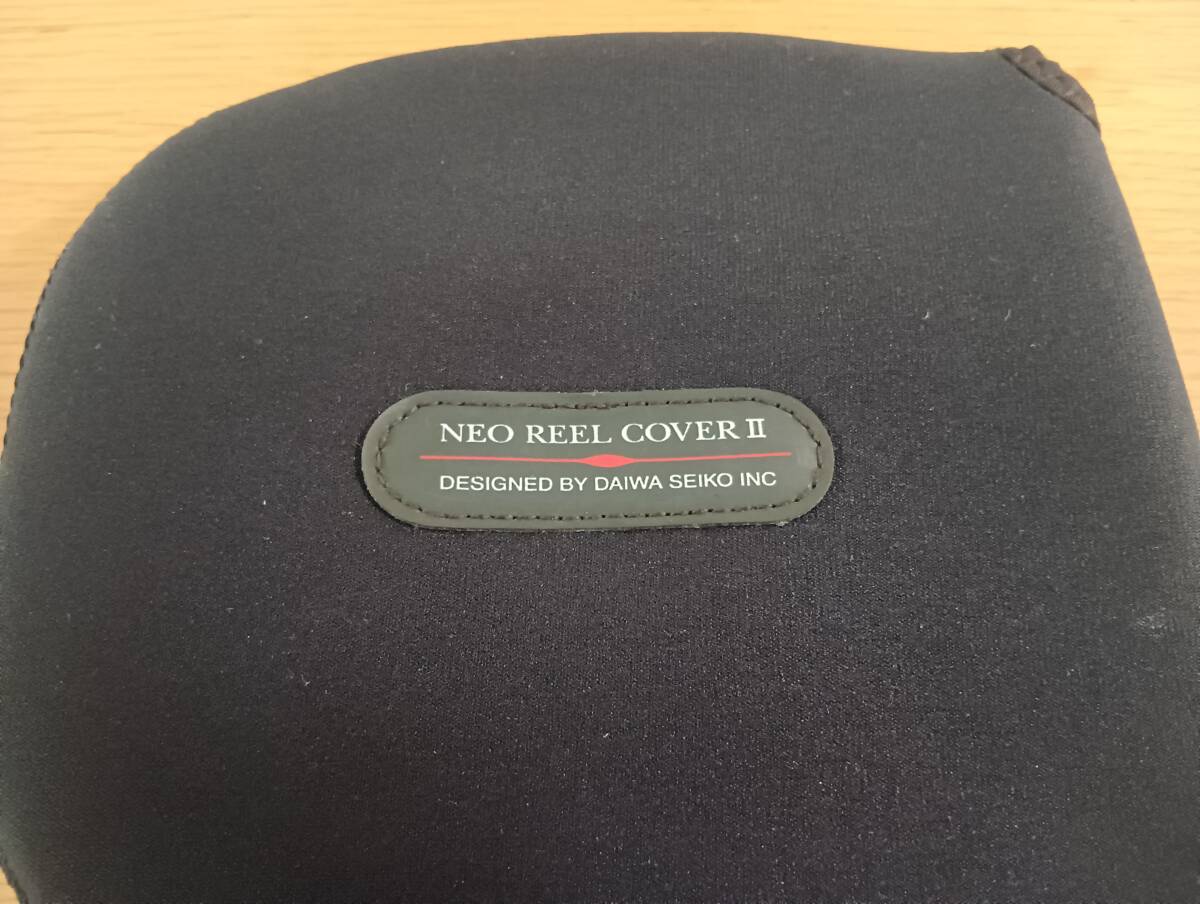 NEO REEL COVER II
DESIGNED BY DAIWA SEIKO INC